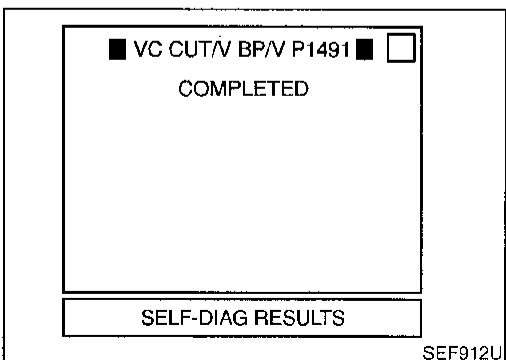 ■ VC CUT/V BP/V P1491 ■
COMPLETED
SELF-DIAG RESULTS
SEF912U